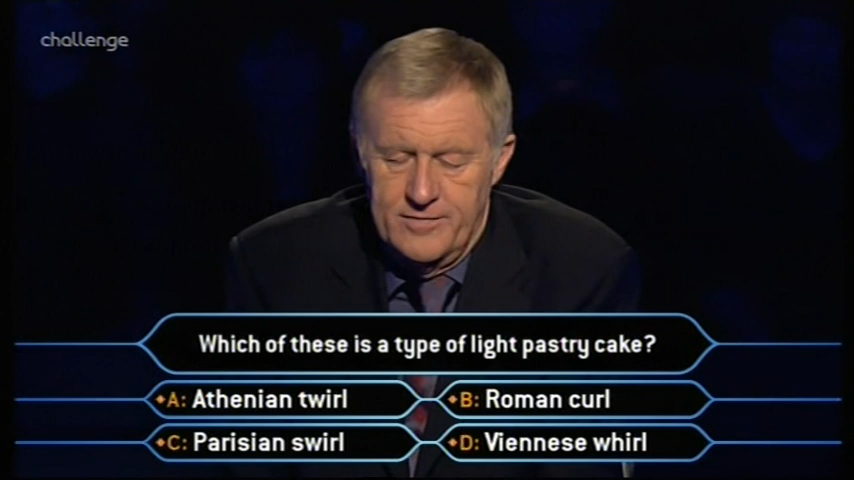 challenge
Which of these is a type of light pastry cake?
A: Athenian twirl
B: Roman curl
C: Parisian swirl
D: Viennese whirl